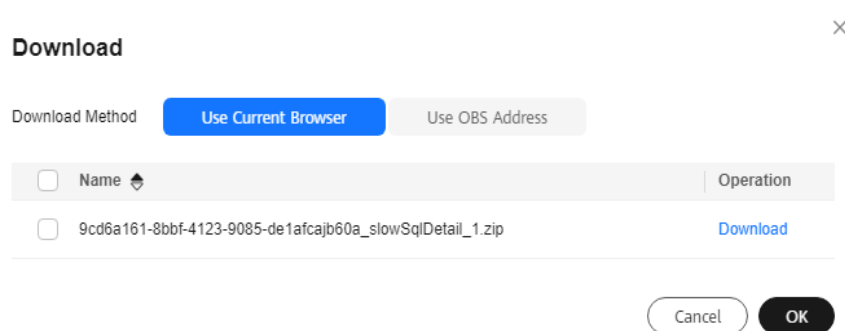 Download
Download Method Use Current Browser Use OBS Address
Name Operation
9cd6a161-8bbf-4123-9085-de1afcajb60a_slowSqlDetail_1.zip Download
Cancel OK